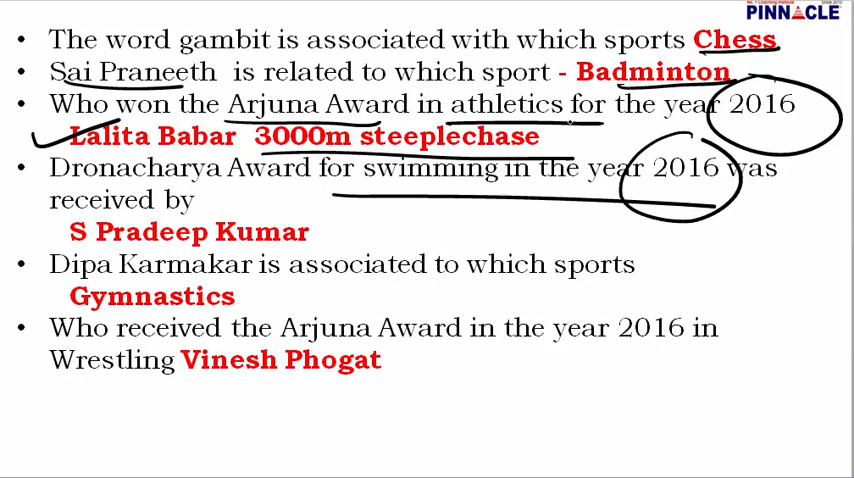 PINNACLE
• The word gambit is associated with which sports Chess
• Sai Praneeth is related to which sport - Badminton
• Who won the Arjuna Award in athletics for the year 2016
Lalita Babar 3000m steeplechase
• Dronacharya Award for swimming in the year 2016 was
received by
S Pradeep Kumar
• Dipa Karmakar is associated to which sports
Gymnastics
• Who received the Arjuna Award in the year 2016 in
Wrestling Vinesh Phogat